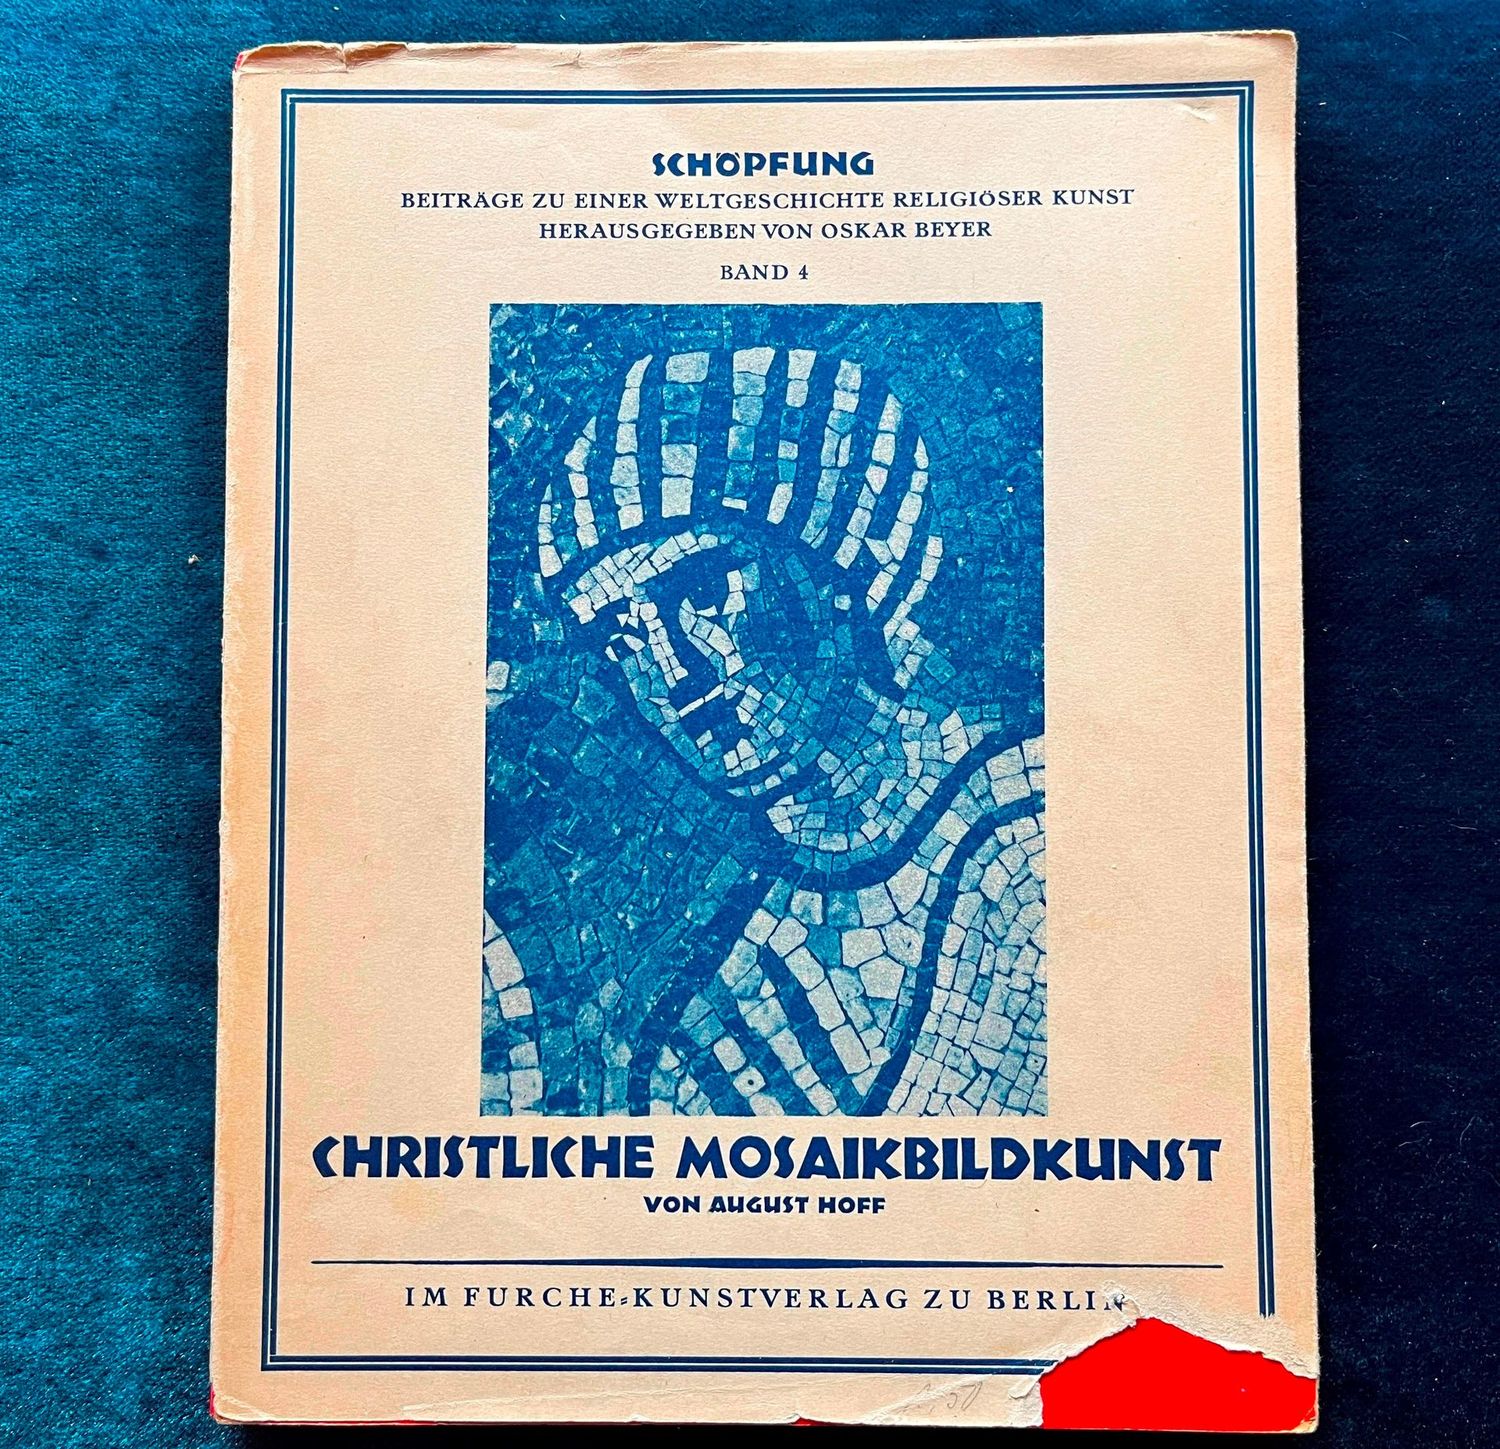 SCHÖPFUNG
BEITRÄGE ZU EINER WELTGESCHICHTE RELIGIÖSER KUNST
HERAUSGEGEBEN VON OSKAR BEYER
BAND 4
CHRISTLICHE MOSAIKBILDKUNST
VON AUGUST HOFF
IM FURCHE-KUNSTVERLAG ZU BERLIN